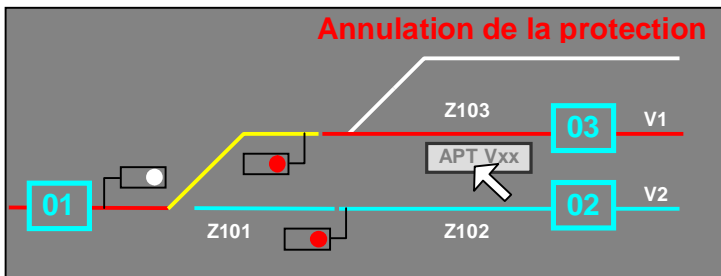 Annulation de la protection
Z103
03
V1
APT Vxx
01
02
V2
Z101
Z102